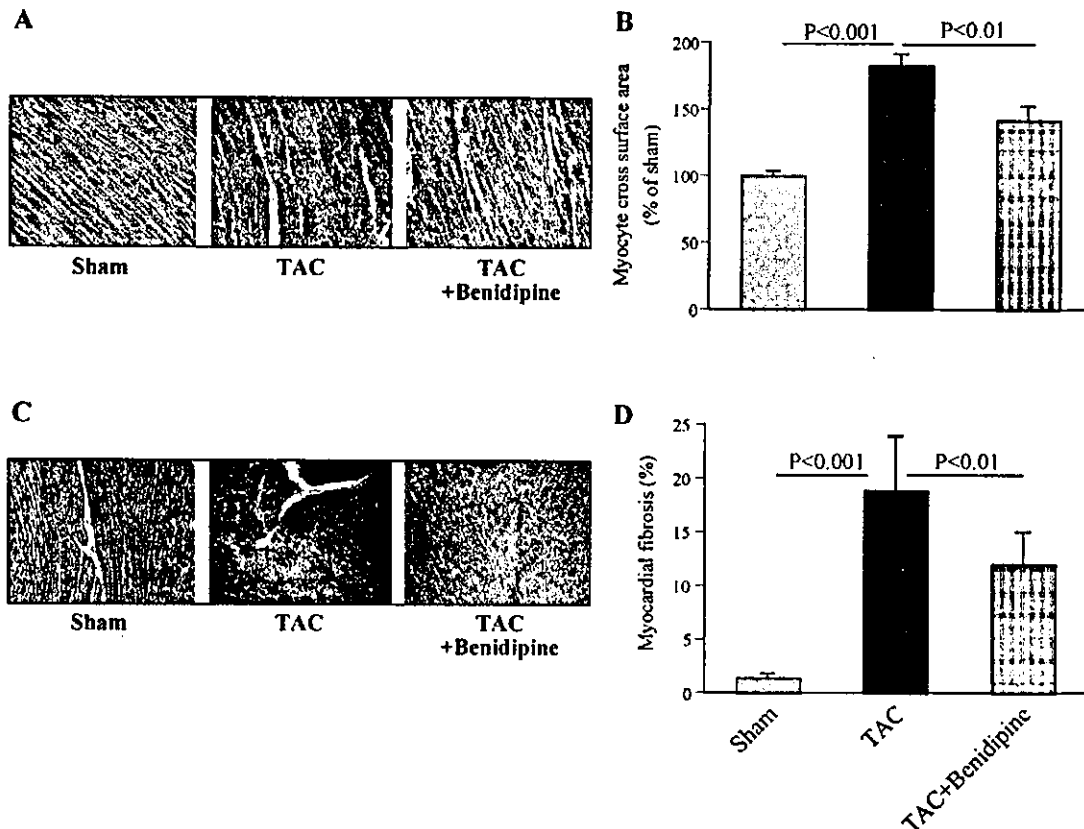 A
Sham
TAC
TAC
+Benidipine
B
Myocyte cross surface area
(% of sham)
200
150
100
50
0
P<0.001
P<0.01
C
Sham
TAC
TAC
+Benidipine
D
Myocardial fibrosis (%)
25
20
15
10
5
0
P<0.001
P<0.01
Sham
TAC
TAC+Benidipine